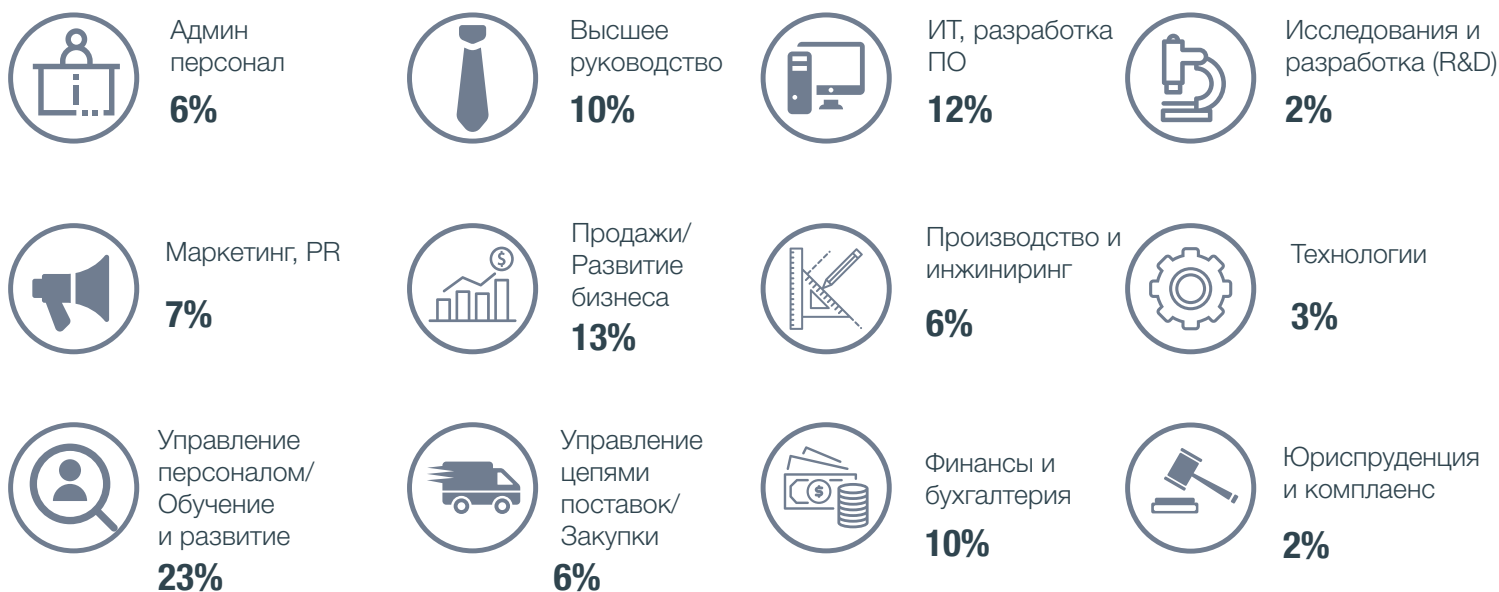 Админ
персонал
6%
Высшее
руководство
10%
ИТ, разработка
ПО
12%
Исследования и
разработка (R&D)
2%
Маркетинг, PR
7%
Продажи/
Развитие
бизнеса
13%
Производство и
инжиниринг
6%
Технологии
3%
Управление
персоналом/
Обучение
и развитие
23%
Управление
цепями
поставок/
Закупки
6%
Финансы и
бухгалтерия
10%
Юриспруденция
и комплаенс
2%